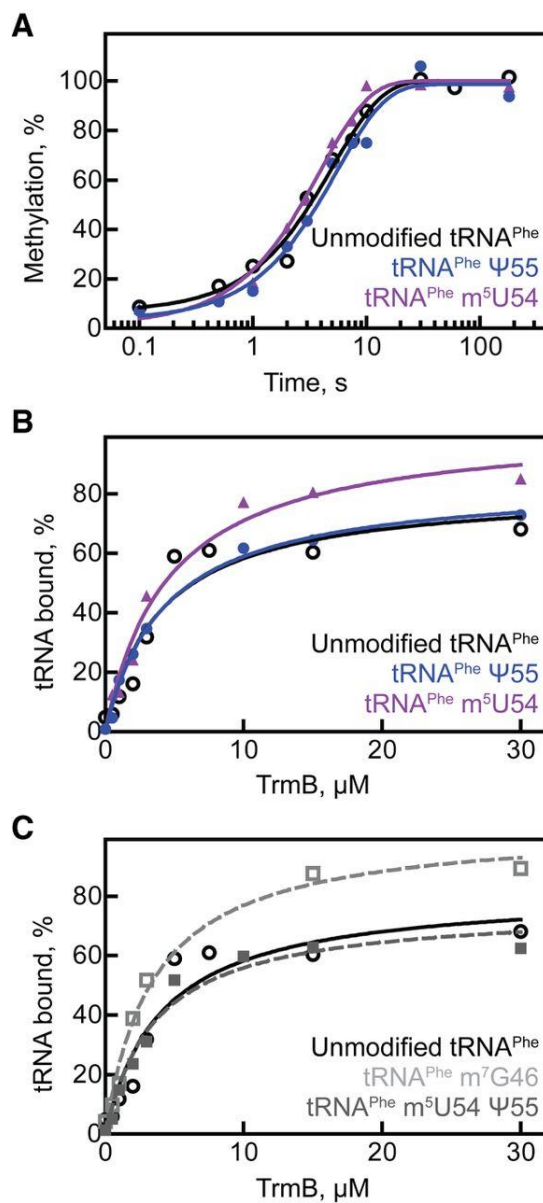 A
Methylation, %
100
80
60
40
20
0
Unmodified tRNAᴾʰᵉ
tRNAᴾʰᵉ Ψ55
tRNAᴾʰᵉ m⁵U54
0.1 1 10 100
Time, s
B
tRNA bound, %
80
60
40
20
0
Unmodified tRNAᴾʰᵉ
tRNAᴾʰᵉ Ψ55
tRNAᴾʰᵉ m⁵U54
0 10 20 30
TrmB, µM
C
tRNA bound, %
80
60
40
20
0
Unmodified tRNAᴾʰᵉ
tRNAᴾʰᵉ m⁷G46
tRNAᴾʰᵉ m⁵U54 Ψ55
0 10 20 30
TrmB, µM